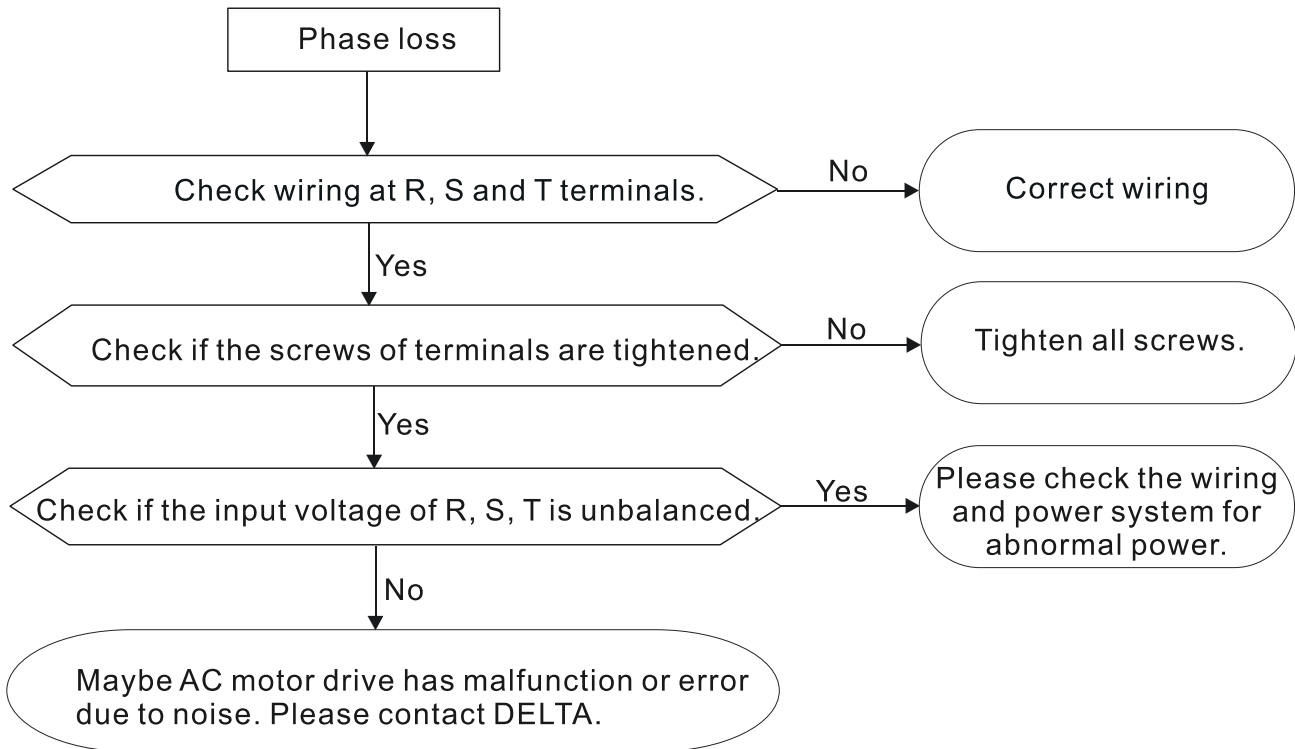 Phase loss
Check wiring at R, S and T terminals.
No
Correct wiring
Yes
Check if the screws of terminals are tightened.
No
Tighten all screws.
Yes
Check if the input voltage of R, S, T is unbalanced.
Yes
Please check the wiring
and power system for
abnormal power.
No
Maybe AC motor drive has malfunction or error
due to noise. Please contact DELTA.